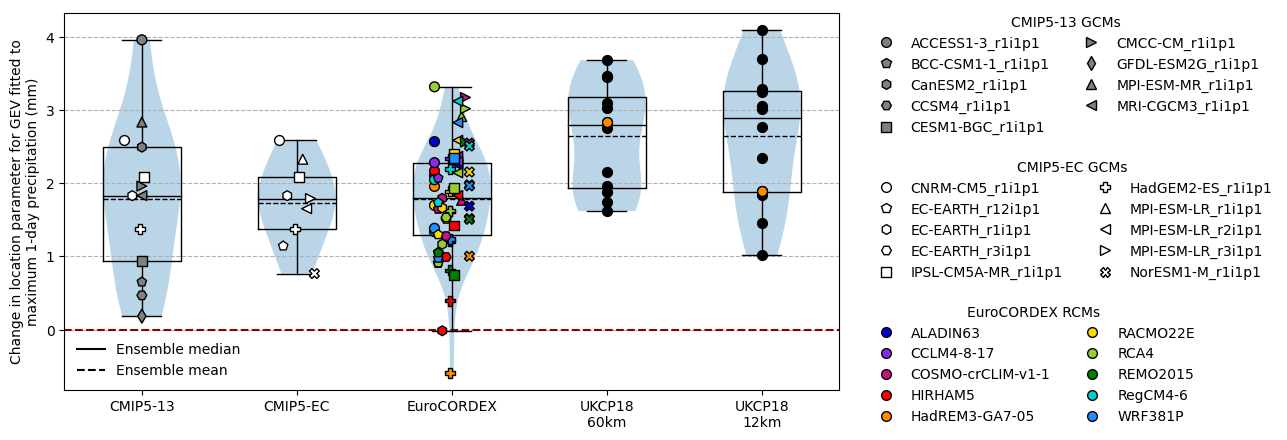 Change in location parameter for GEV fitted to
maximum 1-day precipitation (mm)
4
3
2
1
0
Ensemble median
Ensemble mean
CMIP5-13
CMIP5-EC
EuroCORDEX
UKCP18
60km
UKCP18
12km
CMIP5-13 GCMs
ACCESS1-3_r1i1p1
BCC-CSM1-1_r1i1p1
CanESM2_r1i1p1
CCSM4_r1i1p1
CESM1-BGC_r1i1p1
CMCC-CM_r1i1p1
GFDL-ESM2G_r1i1p1
MPI-ESM-MR_r1i1p1
MRI-CGCM3_r1i1p1
CMIP5-EC GCMs
CNRM-CM5_r1i1p1
EC-EARTH_r12i1p1
EC-EARTH_r1i1p1
EC-EARTH_r3i1p1
IPSL-CM5A-MR_r1i1p1
HadGEM2-ES_r1i1p1
MPI-ESM-LR_r1i1p1
MPI-ESM-LR_r2i1p1
MPI-ESM-LR_r3i1p1
NorESM1-M_r1i1p1
EuroCORDEX RCMs
ALADIN63
CCLM4-8-17
COSMO-crCLIM-v1-1
HIRHAM5
HadREM3-GA7-05
RACMO22E
RCA4
REMO2015
RegCM4-6
WRF381P